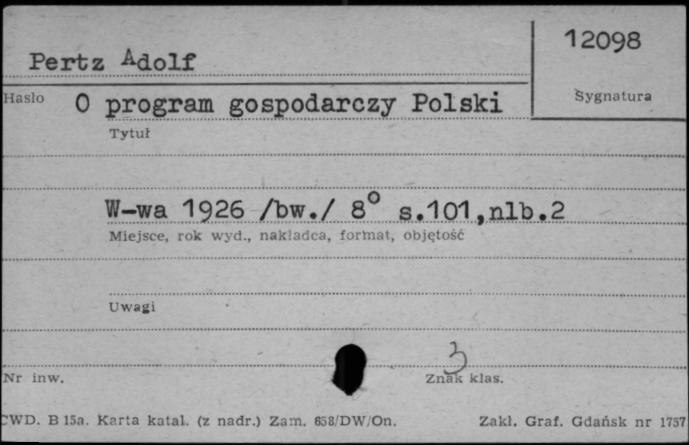 12098
Pertz Adolf
Hasło O program gospodarczy Polski
Sygnatura
Tytuł
W-wa 1926 /bw./ 8° s.101,nlb.2
Miejsce, rok wyd., nakładca, format, objętość
Uwagi
3
Nr inw. Znak klas.
CWD. B 15a. Karta katal. (z nadr.) Zam. 658/DW/On. Zakl. Graf. Gdańsk nr 1757